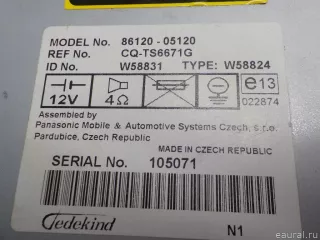 MODEL No. 86120 - 05120
REF No. CQ-TS6671G
ID No. W58831 TYPE: W58824
12V 4Ω e13
022874
Assembled by
Panasonic Mobile & Automotive Systems Czech, s.r.o.
Pardubice, Czech Republic
MADE IN CZECH REPUBLIC
SERIAL No. 105071
Jedekind
N1
eaural.ru